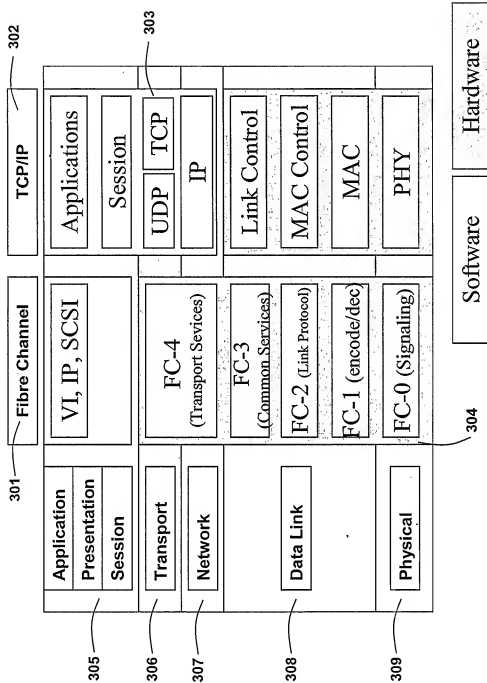 301
302
Fibre Channel
TCP/IP
305
Application
Presentation
Session
VI, IP, SCSI
Applications
Session
306
Transport
FC-4
(Transport Sevices)
UDP
TCP
303
307
Network
IP
308
Data Link
FC-3
(Common Services)
FC-2 (Link Protocol)
FC-1 (encode/dec)
Link Control
MAC Control
MAC
309
Physical
FC-0 (Signaling)
PHY
304
Software
Hardware